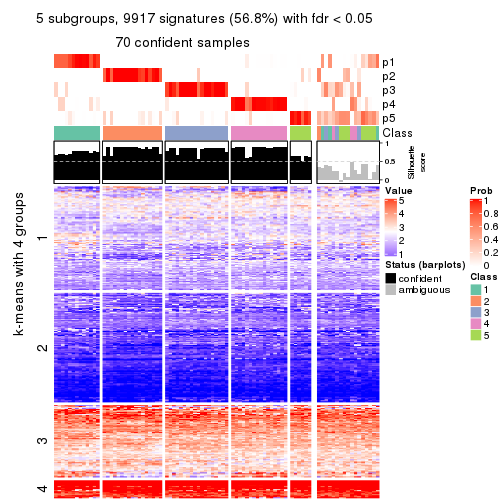 5 subgroups, 9917 signatures (56.8%) with fdr < 0.05
70 confident samples
p1
p2
p3
p4
p5
Class
1
0.5
0
Silhouette
score
k-means with 4 groups
1
2
3
4
Value
5
4
3
2
1
Status (barplots)
confident
ambiguous
Prob
1
0.8
0.6
0.4
0.2
0
Class
1
2
3
4
5